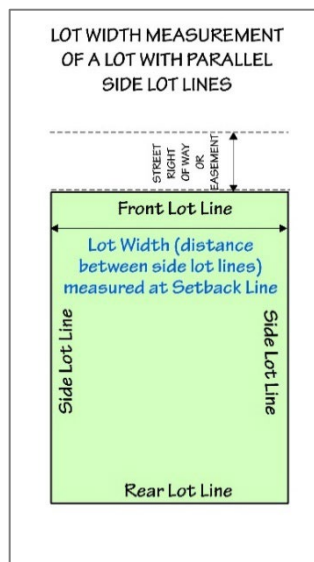 LOT WIDTH MEASUREMENT
OF A LOT WITH PARALLEL
SIDE LOT LINES
STREET
RIGHT
OF WAY
OR
EASEMENT
Front Lot Line
Lot Width (distance
between side lot lines)
measured at Setback Line
Side Lot Line
Side Lot Line
Rear Lot Line